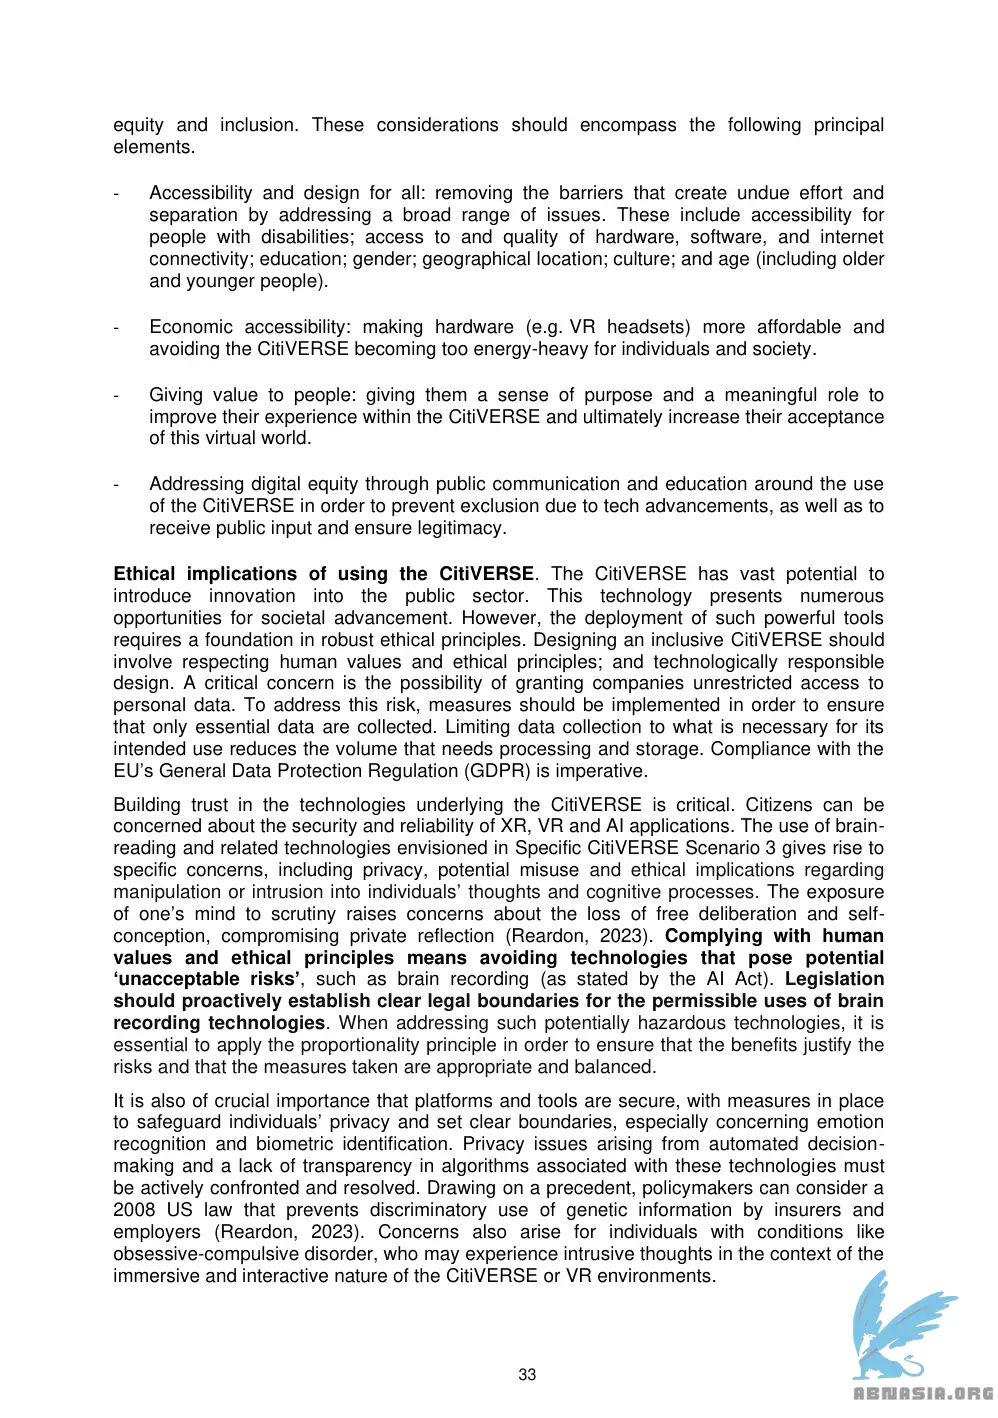 equity and inclusion. These considerations should encompass the following principal
elements.
- Accessibility and design for all: removing the barriers that create undue effort and
separation by addressing a broad range of issues. These include accessibility for
people with disabilities; access to and quality of hardware, software, and internet
connectivity; education; gender; geographical location; culture; and age (including older
and younger people).
- Economic accessibility: making hardware (e.g. VR headsets) more affordable and
avoiding the CitiVERSE becoming too energy-heavy for individuals and society.
- Giving value to people: giving them a sense of purpose and a meaningful role to
improve their experience within the CitiVERSE and ultimately increase their acceptance
of this virtual world.
- Addressing digital equity through public communication and education around the use
of the CitiVERSE in order to prevent exclusion due to tech advancements, as well as to
receive public input and ensure legitimacy.
Ethical implications of using the CitiVERSE. The CitiVERSE has vast potential to
introduce innovation into the public sector. This technology presents numerous
opportunities for societal advancement. However, the deployment of such powerful tools
requires a foundation in robust ethical principles. Designing an inclusive CitiVERSE should
involve respecting human values and ethical principles; and technologically responsible
design. A critical concern is the possibility of granting companies unrestricted access to
personal data. To address this risk, measures should be implemented in order to ensure
that only essential data are collected. Limiting data collection to what is necessary for its
intended use reduces the volume that needs processing and storage. Compliance with the
EU's General Data Protection Regulation (GDPR) is imperative.
Building trust in the technologies underlying the CitiVERSE is critical. Citizens can be
concerned about the security and reliability of XR, VR and AI applications. The use of brain-
reading and related technologies envisioned in Specific CitiVERSE Scenario 3 gives rise to
specific concerns, including privacy, potential misuse and ethical implications regarding
manipulation or intrusion into individuals' thoughts and cognitive processes. The exposure
of one's mind to scrutiny raises concerns about the loss of free deliberation and self-
conception, compromising private reflection (Reardon, 2023). Complying with human
values and ethical principles means avoiding technologies that pose potential
'unacceptable risks', such as brain recording (as stated by the AI Act). Legislation
should proactively establish clear legal boundaries for the permissible uses of brain
recording technologies. When addressing such potentially hazardous technologies, it is
essential to apply the proportionality principle in order to ensure that the benefits justify the
risks and that the measures taken are appropriate and balanced.
It is also of crucial importance that platforms and tools are secure, with measures in place
to safeguard individuals' privacy and set clear boundaries, especially concerning emotion
recognition and biometric identification. Privacy issues arising from automated decision-
making and a lack of transparency in algorithms associated with these technologies must
be actively confronted and resolved. Drawing on a precedent, policymakers can consider a
2008 US law that prevents discriminatory use of genetic information by insurers and
employers (Reardon, 2023). Concerns also arise for individuals with conditions like
obsessive-compulsive disorder, who may experience intrusive thoughts in the context of the
immersive and interactive nature of the CitiVERSE or VR environments.
33
ABNASIA.ORG